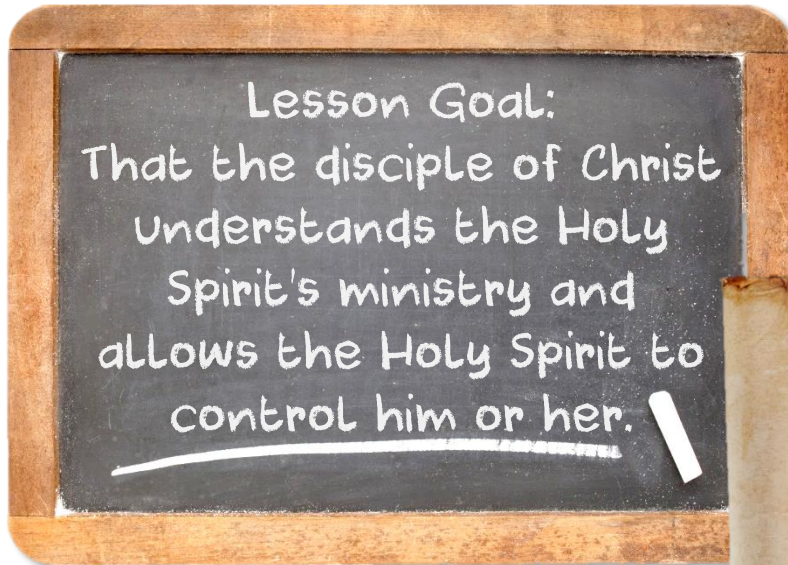 Lesson Goal:
That the disciple of Christ
understands the Holy
Spirit's ministry and
allows the Holy Spirit to
control him or her.